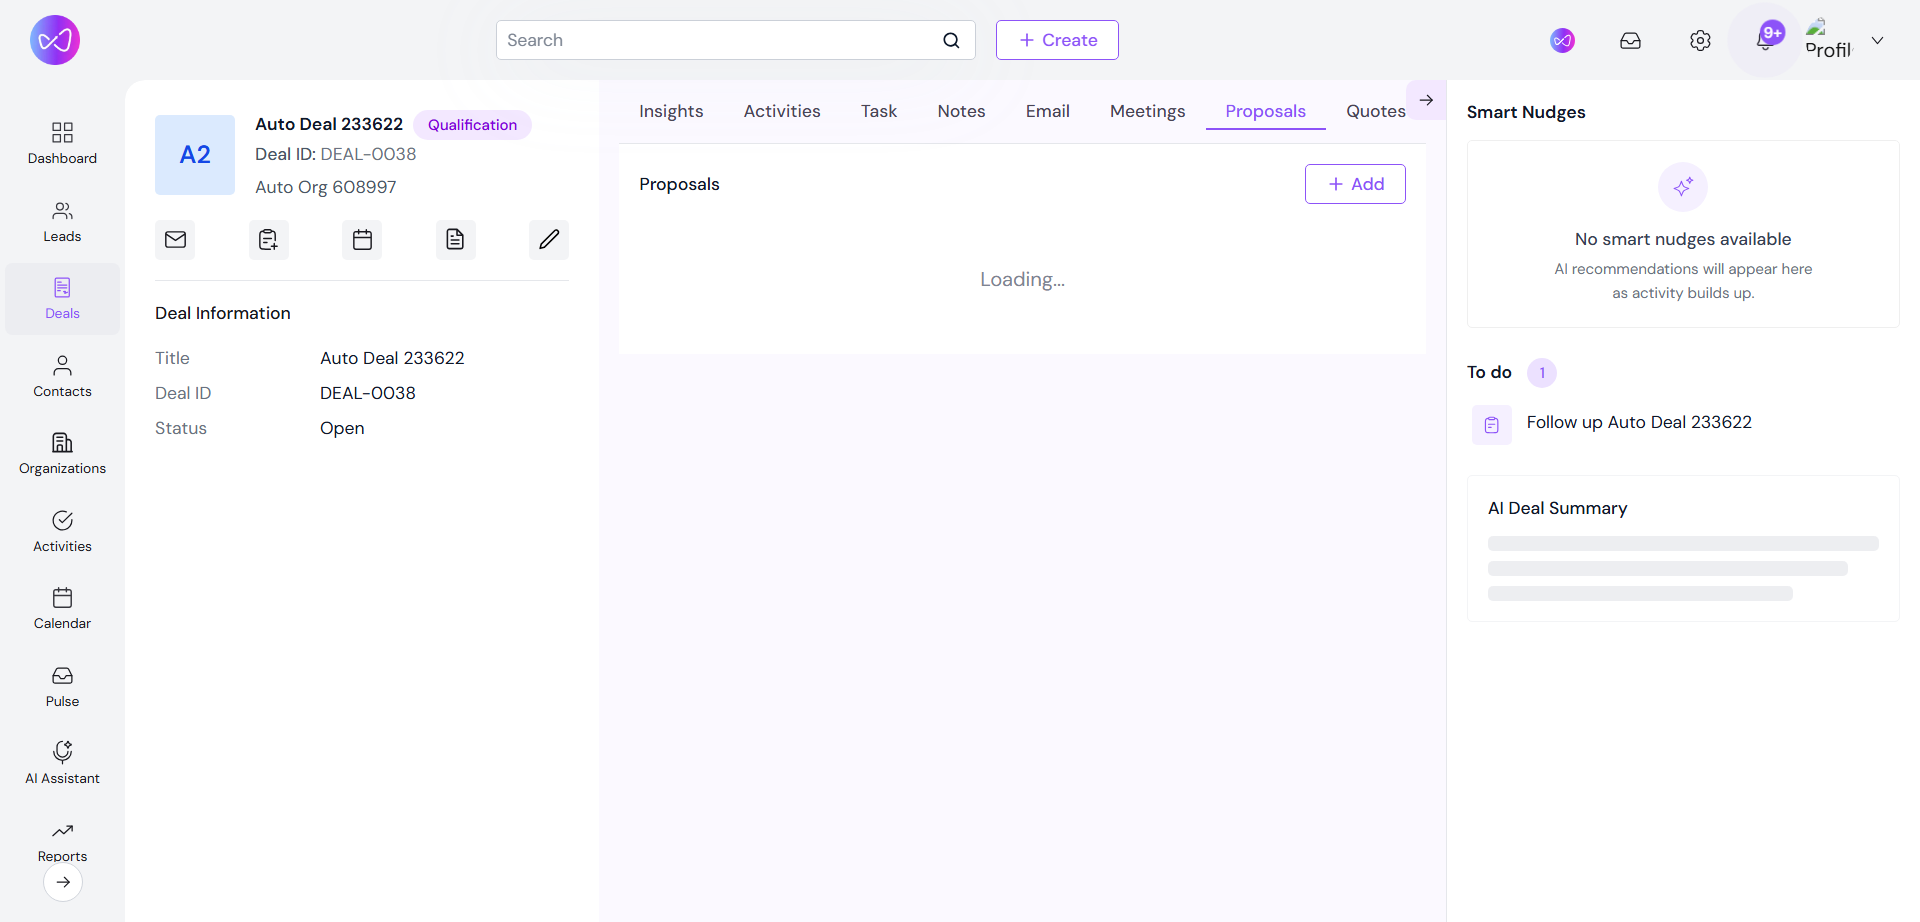 Search
+ Create
9+
Profil
Dashboard
Leads
Deals
Contacts
Organizations
Activities
Calendar
Pulse
AI Assistant
Reports
A2
Auto Deal 233622
Qualification
Deal ID: DEAL-0038
Auto Org 608997
Deal Information
Title Auto Deal 233622
Deal ID DEAL-0038
Status Open
Insights Activities Task Notes Email Meetings Proposals Quotes
Proposals
+ Add
Loading...
Smart Nudges
No smart nudges available
AI recommendations will appear here
as activity builds up.
To do 1
Follow up Auto Deal 233622
AI Deal Summary